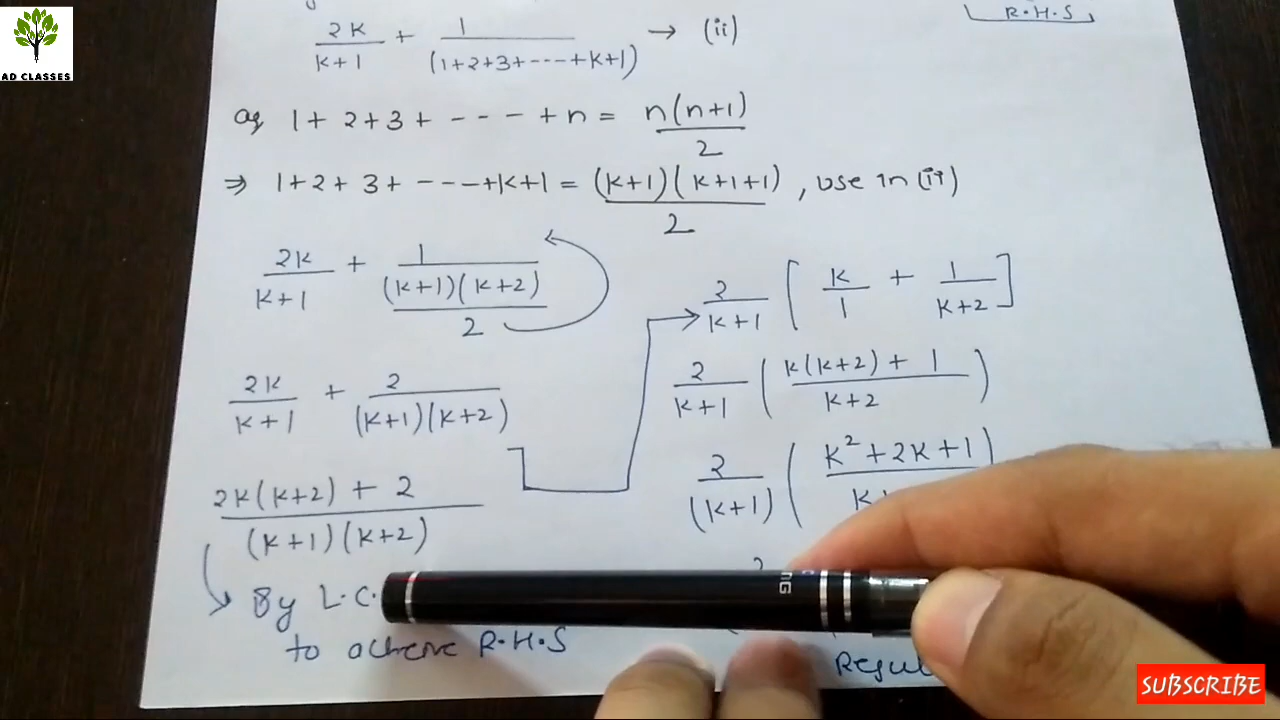 AD CLASSES
R.H.S
2k/(k+1) + 1/(1+2+3+----+k+1) → (ii)
as 1+2+3+----+n = n(n+1)/2
⇒ 1+2+3+----+k+1 = (k+1)(k+1+1)/2, use in (ii)
2k/(k+1) + 1/((k+1)(k+2)/2)
2k/(k+1) + 2/((k+1)(k+2))
(2k(k+2) + 2)/((k+1)(k+2))
By L.C.
to acheve R.H.S
2/(k+1) [k/1 + 1/(k+2)]
2/(k+1) ((k(k+2) + 1)/(k+2))
2/(k+1) ((k²+2k+1)/
2
SUBSCRIBE